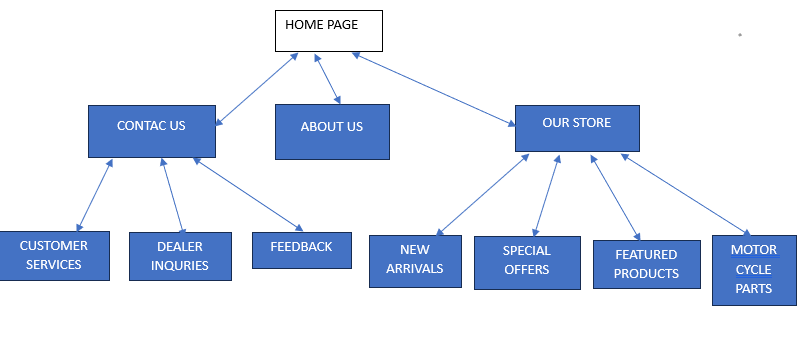 HOME PAGE
CONTAC US
ABOUT US
OUR STORE
CUSTOMER
SERVICES
DEALER
INQURIES
FEEDBACK
NEW
ARRIVALS
SPECIAL
OFFERS
FEATURED
PRODUCTS
MOTOR
CYCLE
PARTS